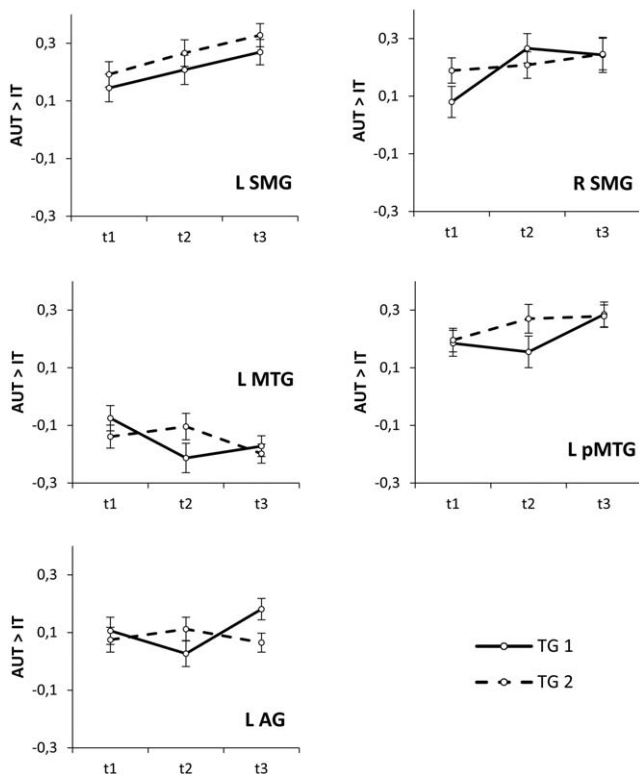 0,3
0,1
-0,1
-0,3
AUT > IT
L SMG
t1 t2 t3
0,3
0,1
-0,1
-0,3
AUT > IT
R SMG
t1 t2 t3
0,3
0,1
-0,1
-0,3
AUT > IT
L MTG
t1 t2 t3
0,3
0,1
-0,1
-0,3
AUT > IT
L pMTG
t1 t2 t3
0,3
0,1
-0,1
-0,3
AUT > IT
L AG
t1 t2 t3
TG 1
TG 2